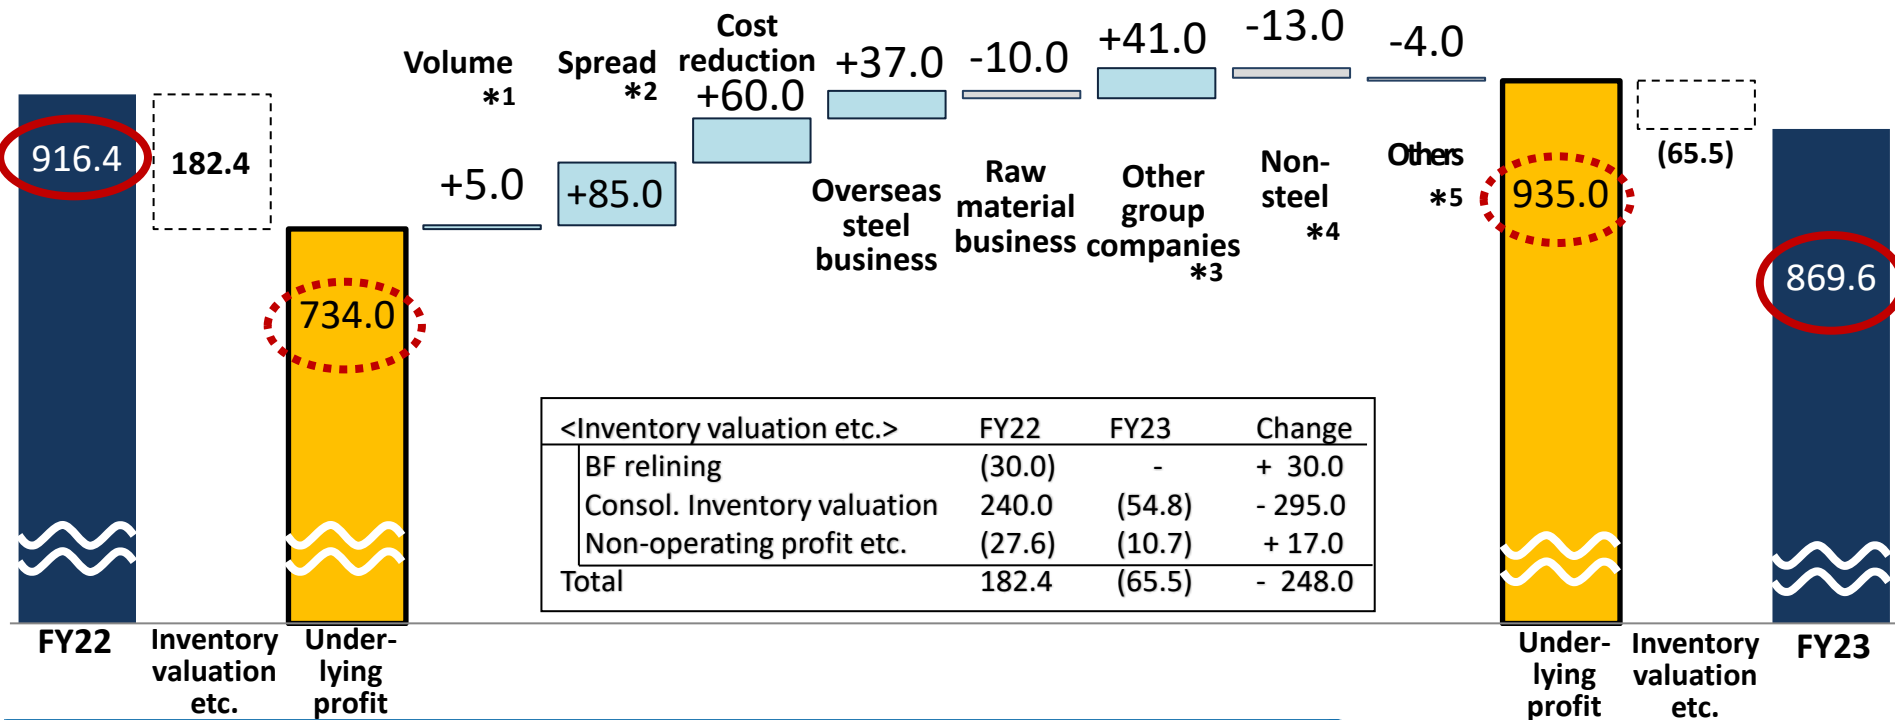 Volume
*1
+5.0
Spread
*2
+85.0
Cost
reduction
+60.0
+37.0
Overseas
steel
business
-10.0
Raw
material
business
+41.0
Other
group
companies
*3
-13.0
Non-
steel
*4
-4.0
Others
*5
916.4
182.4
734.0
935.0
(65.5)
869.6
<Inventory valuation etc.> FY22 FY23 Change
BF relining (30.0) - + 30.0
Consol. Inventory valuation 240.0 (54.8) - 295.0
Non-operating profit etc. (27.6) (10.7) + 17.0
Total 182.4 (65.5) - 248.0
FY22
Inventory
valuation
etc.
Under-
lying
profit
Under-
lying
profit
Inventory
valuation
etc.
FY23